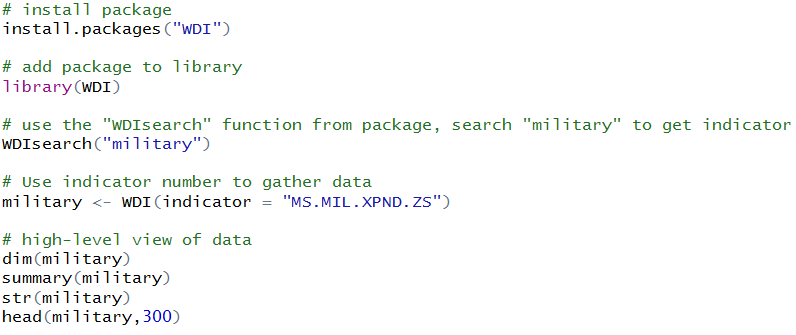 # install package
install.packages("WDI")
# add package to library
library(WDI)
# use the "WDIsearch" function from package, search "military" to get indicator
WDIsearch("military")
# Use indicator number to gather data
military <- WDI(indicator = "MS.MIL.XPND.ZS")
# high-level view of data
dim(military)
summary(military)
str(military)
head(military,300)